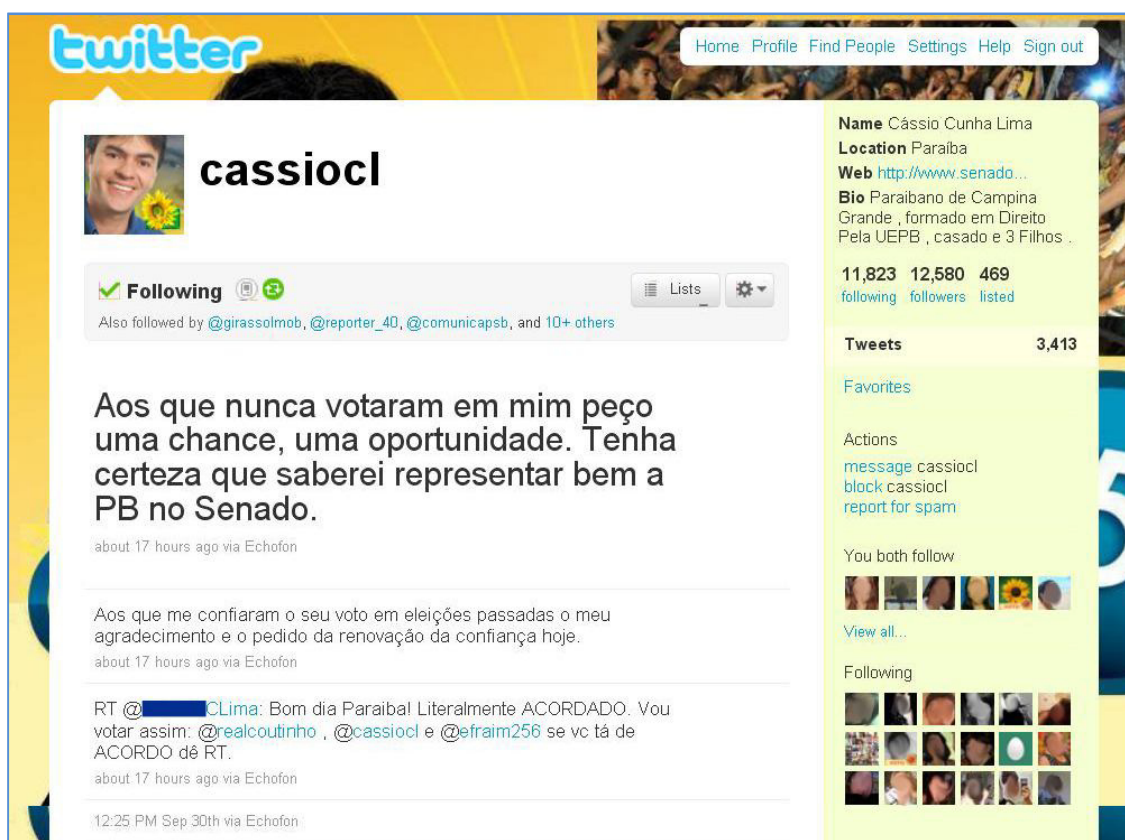 twitter
Home Profile Find People Settings Help Sign out
cassiocl
Following
Lists
Also followed by @girassolmob, @reporter_40, @comunicapsb, and 10+ others
Aos que nunca votaram em mim peço
uma chance, uma oportunidade. Tenha
certeza que saberei representar bem a
PB no Senado.
about 17 hours ago via Echofon
Aos que me confiaram o seu voto em eleições passadas o meu
agradecimento e o pedido da renovação da confiança hoje.
about 17 hours ago via Echofon
RT @CLima: Bom dia Paraiba! Literalmente ACORDADO. Vou
votar assim: @realcoutinho , @cassiocl e @efraim256 se vc tá de
ACORDO dê RT.
about 17 hours ago via Echofon
12:25 PM Sep 30th via Echofon
Name Cássio Cunha Lima
Location Paraíba
Web http://www.senado...
Bio Paraibano de Campina
Grande , formado em Direito
Pela UEPB , casado e 3 Filhos .
11,823 12,580 469
following followers listed
Tweets 3,413
Favorites
Actions
message cassiocl
block cassiocl
report for spam
You both follow
View all...
Following
5